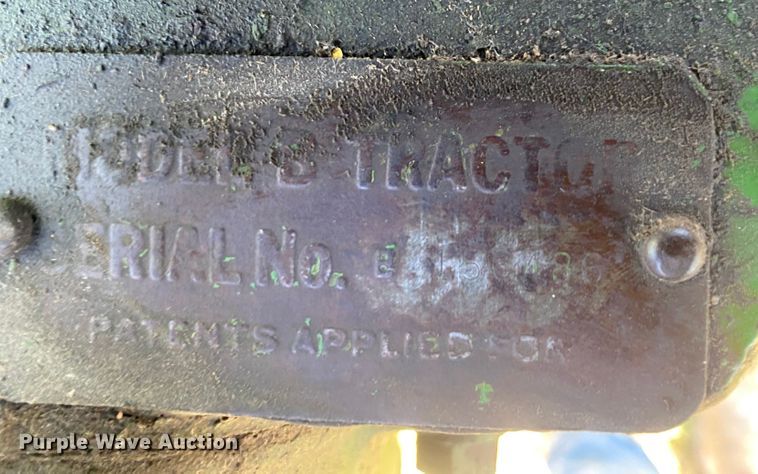 MODEL B TRACTOR
SERIAL No.
PATENTS APPLIED FOR
Purple Wave Auction